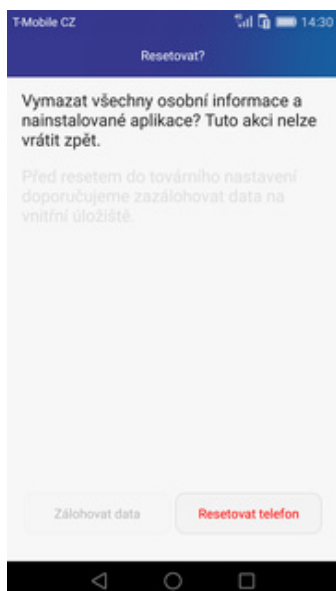 T-Mobile CZ 14:30
Resetovat?
Vymazat všechny osobní informace a
nainstalované aplikace? Tuto akci nelze
vrátit zpět.
Před resetem do továrního nastavení
doporučujeme zazálohovat data na
vnitřní úložiště.
Zálohovat data Resetovat telefon